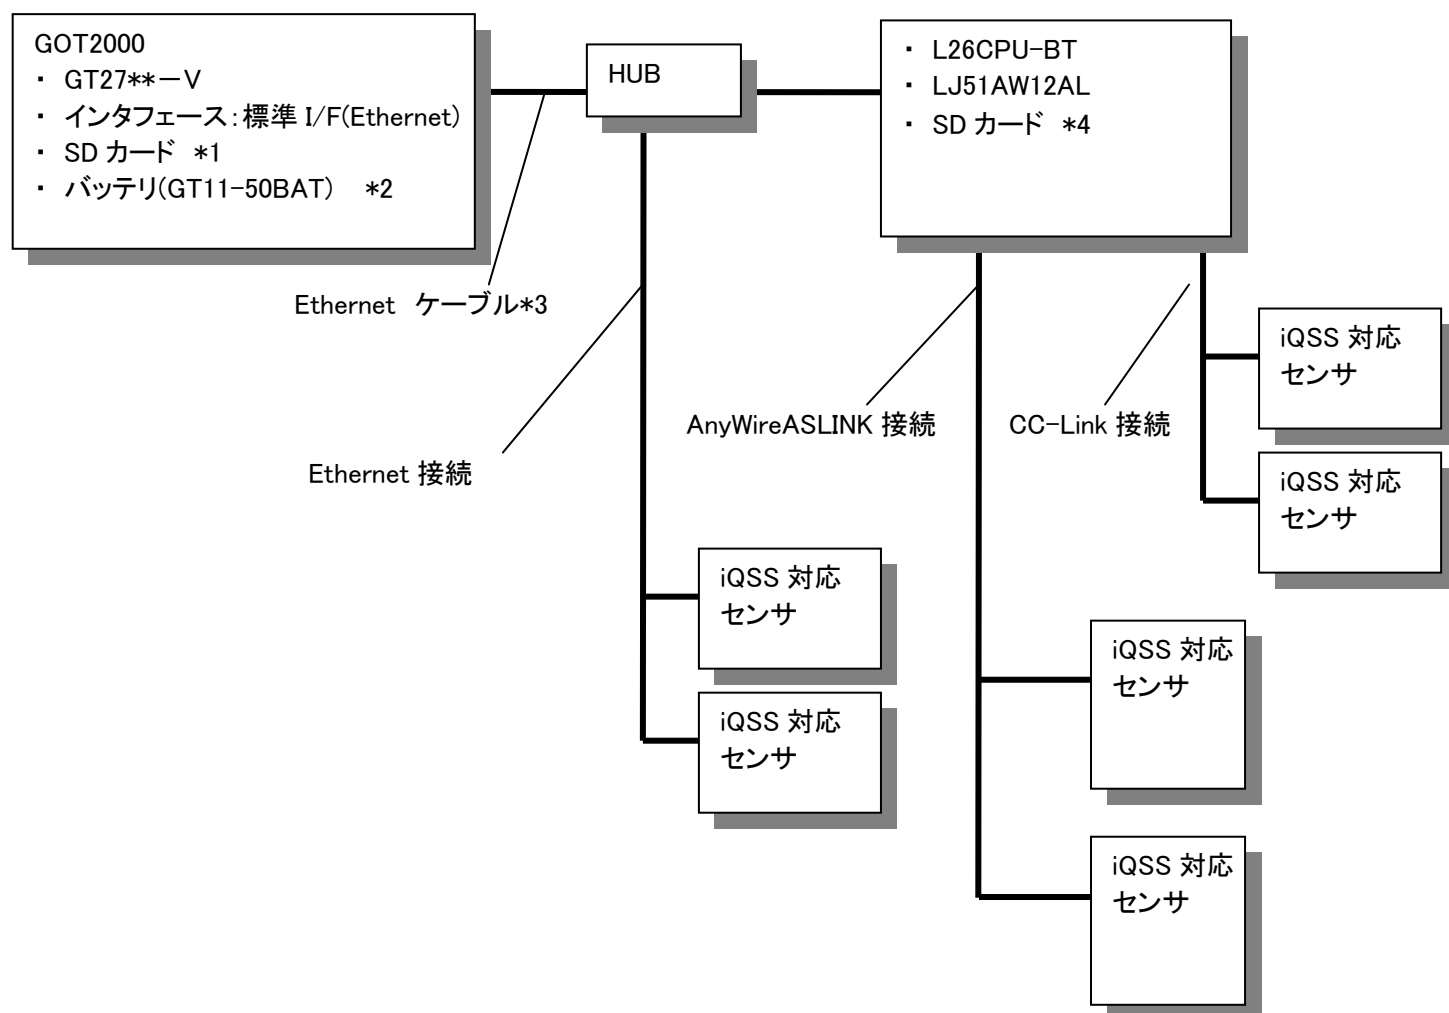 GOT2000
・ GT27**－V
・ インタフェース：標準 I/F(Ethernet)
・ SD カード *1
・ バッテリ(GT11-50BAT) *2
HUB
・ L26CPU-BT
・ LJ51AW12AL
・ SD カード *4
Ethernet ケーブル*3
Ethernet 接続
AnyWireASLINK 接続
CC-Link 接続
iQSS 対応
センサ
iQSS 対応
センサ
iQSS 対応
センサ
iQSS 対応
センサ
iQSS 対応
センサ
iQSS 対応
センサ